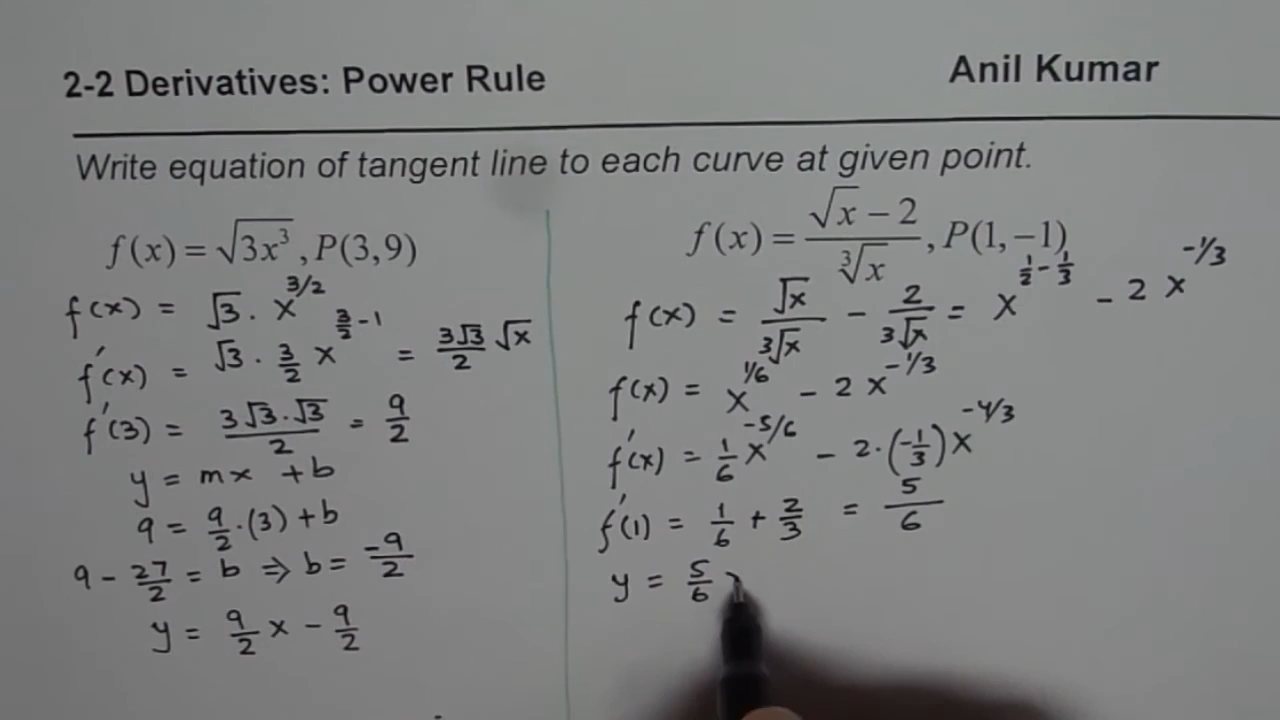 2-2 Derivatives: Power Rule
Anil Kumar
Write equation of tangent line to each curve at given point.
f(x) = √(3x³), P(3,9)
f(x) = √3 · x^(3/2)
f'(x) = √3 · 3/2 x^(3/2 - 1) = 3√3/2 √x
f'(3) = 3√3·√3/2 = 9/2
y = mx + b
9 = 9/2 · (3) + b
9 - 27/2 = b ⇒ b = -9/2
y = 9/2 x - 9/2
f(x) = (√x - 2)/∛x, P(1,-1)
f(x) = √x/∛x - 2/∛x = x^(1/2 - 1/3) - 2x^(-1/3)
f(x) = x^(1/6) - 2x^(-1/3)
f'(x) = 1/6 x^(-5/6) - 2·(-1/3)x^(-4/3)
f'(1) = 1/6 + 2/3 = 5/6
y = 5/6